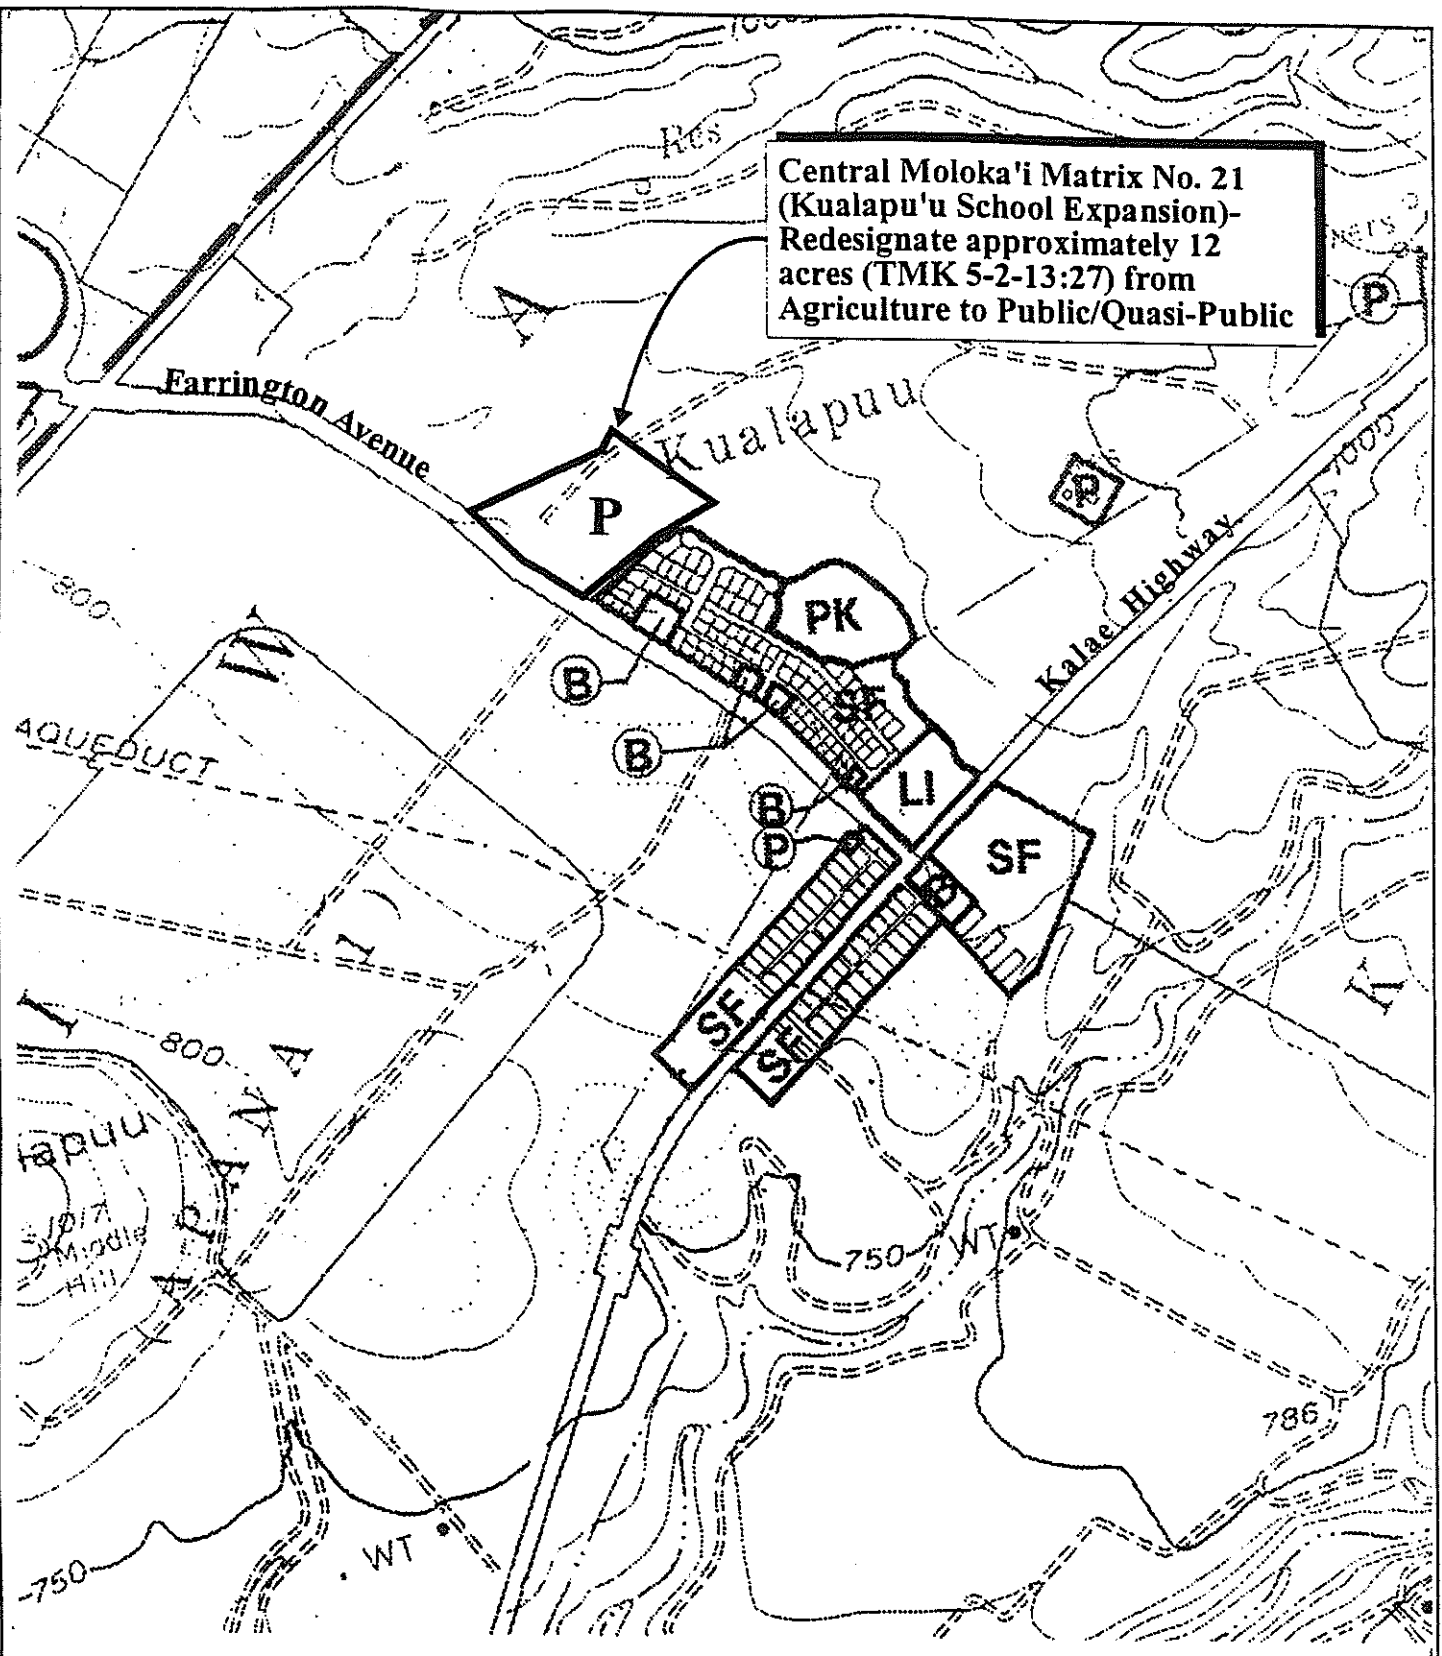 Res
Central Moloka'i Matrix No. 21
(Kualapu'u School Expansion)-
Redesignate approximately 12
acres (TMK 5-2-13:27) from
Agriculture to Public/Quasi-Public
P
A
Farrington Avenue
Kualapuu
P
P
Kalae Highway
800
PK
B
SF
AQUEDUCT
B
LI
B
P
SF
B
K
SF
SF
800
apuu
1017
Middle
Hill
750
WT
786
WT
750